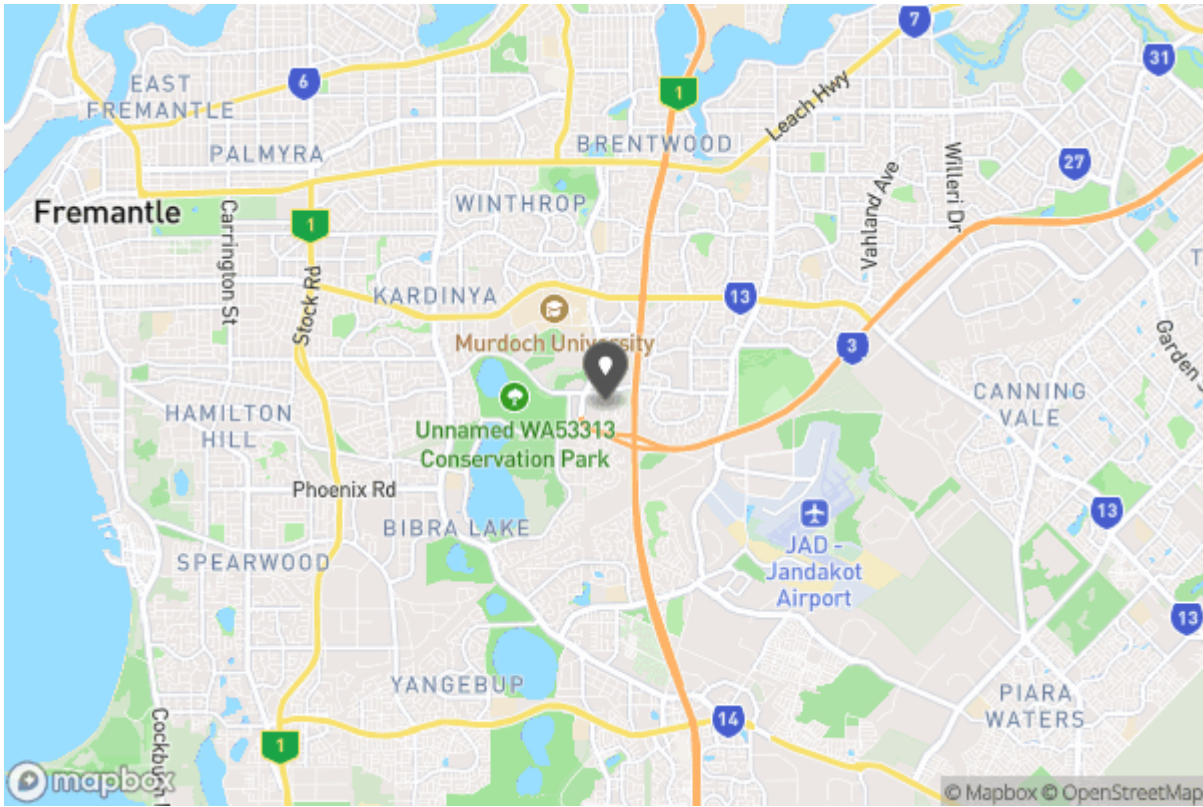 7
31
EAST
FREMANTLE
6
1
Leach Hwy
BRENTWOOD
PALMYRA
27
Willeri Dr
Vahland Ave
WINTHROP
Fremantle
Carrington St
1
Stock Rd
KARDINYA
13
Murdoch University
3
Garden
CANNING
VALE
HAMILTON
HILL
Unnamed WA53313
Conservation Park
Phoenix Rd
13
BIBRA LAKE
JAD -
Jandakot
Airport
SPEARWOOD
13
YANGEBUP
PIARA
WATERS
14
1
Cockburn
mapbox
© Mapbox © OpenStreetMap